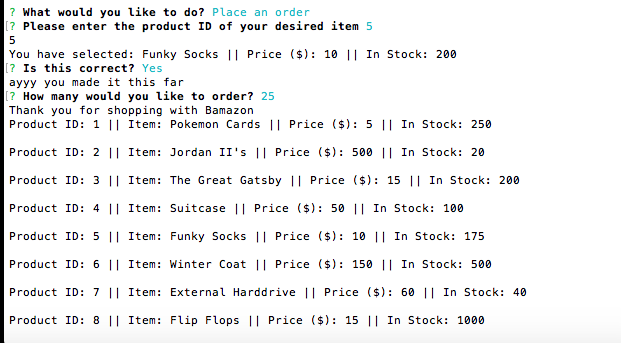 ? What would you like to do? Place an order
[? Please enter the product ID of your desired item 5
5
You have selected: Funky Socks || Price ($): 10 || In Stock: 200
[? Is this correct? Yes
ayyy you made it this far
[? How many would you like to order? 25
Thank you for shopping with Bamazon
Product ID: 1 || Item: Pokemon Cards || Price ($): 5 || In Stock: 250
Product ID: 2 || Item: Jordan II's || Price ($): 500 || In Stock: 20
Product ID: 3 || Item: The Great Gatsby || Price ($): 15 || In Stock: 200
Product ID: 4 || Item: Suitcase || Price ($): 50 || In Stock: 100
Product ID: 5 || Item: Funky Socks || Price ($): 10 || In Stock: 175
Product ID: 6 || Item: Winter Coat || Price ($): 150 || In Stock: 500
Product ID: 7 || Item: External Harddrive || Price ($): 60 || In Stock: 40
Product ID: 8 || Item: Flip Flops || Price ($): 15 || In Stock: 1000